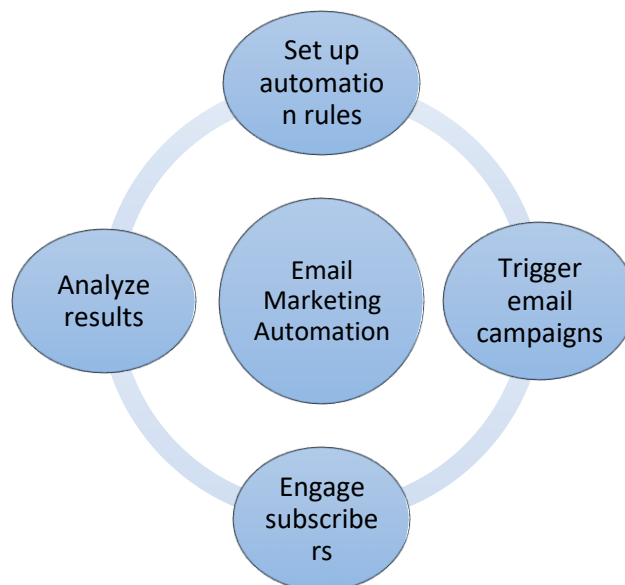 Set up
automatio
n rules
Analyze
results
Email
Marketing
Automation
Trigger
email
campaigns
Engage
subscribe
rs